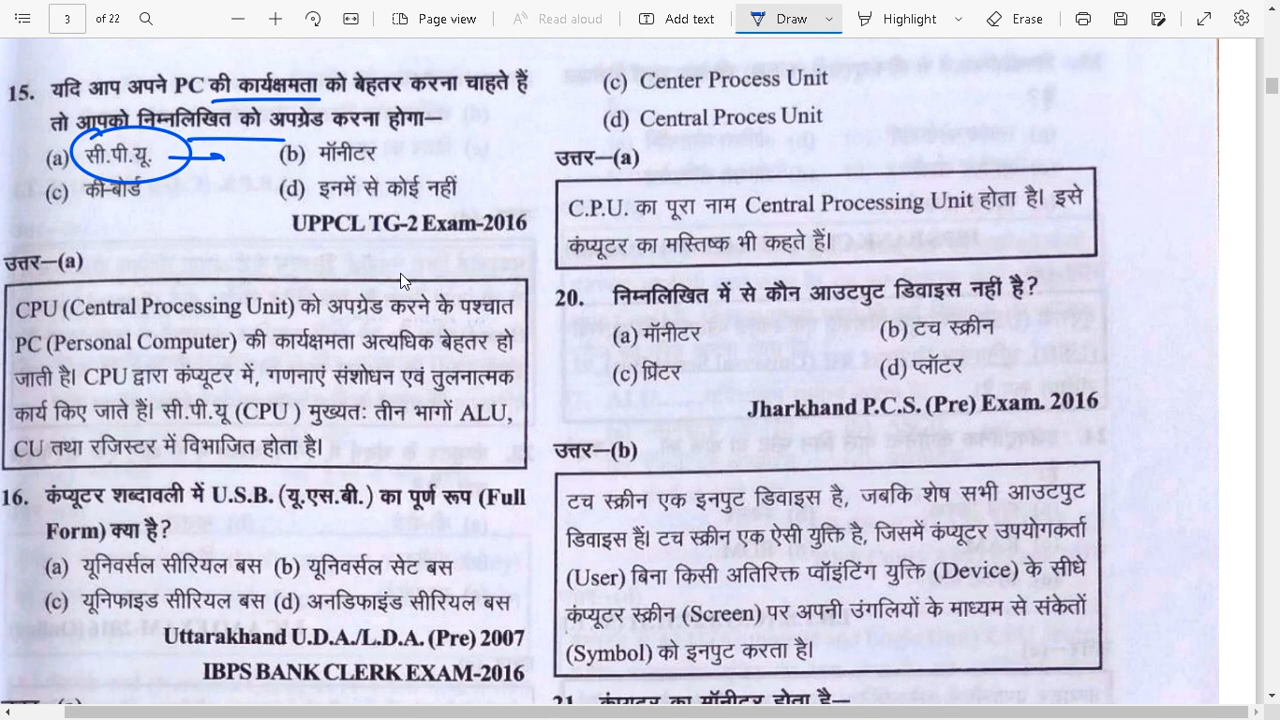 3 of 22
Page view
Read aloud
Add text
Draw
Highlight
Erase
15. यदि आप अपने PC की कार्यक्षमता को बेहतर करना चाहते हैं
तो आपको निम्नलिखित को अपग्रेड करना होगा—
(a) सी.पी.यू. (b) मॉनीटर
(c) की-बोर्ड (d) इनमें से कोई नहीं
UPPCL TG-2 Exam-2016
उत्तर—(a)
CPU (Central Processing Unit) को अपग्रेड करने के पश्चात
PC (Personal Computer) की कार्यक्षमता अत्यधिक बेहतर हो
जाती है। CPU द्वारा कंप्यूटर में, गणनाएं संशोधन एवं तुलनात्मक
कार्य किए जाते हैं। सी.पी.यू (CPU ) मुख्यतः तीन भागो ALU,
CU तथा रजिस्टर में विभाजित होता है।
16. कंप्यूटर शब्दावली में U.S.B. (यू.एस.बी.) का पूर्ण रूप (Full
Form) क्या है?
(a) यूनिवर्सल सीरियल बस (b) यूनिवर्सल सेट बस
(c) यूनिफाइड सीरियल बस (d) अनडिफाईंड सीरियल बस
Uttarakhand U.D.A./L.D.A. (Pre) 2007
IBPS BANK CLERK EXAM-2016
(c) Center Process Unit
(d) Central Proces Unit
उत्तर—(a)
C.P.U. का पूरा नाम Central Processing Unit होता है। इसे
कंप्यूटर का मस्तिष्क भी कहते हैं।
20. निम्नलिखित में से कौन आउटपुट डिवाइस नही है?
(a) मॉनीटर (b) टच स्क्रीन
(c) प्रिंटर (d) प्लॉटर
Jharkhand P.C.S. (Pre) Exam. 2016
उत्तर—(b)
टच स्क्रीन एक इनपुट डिवाइस है, जबकि शेष सभी आउटपुट
डिवाइस हैं। टच स्क्रीन एक ऐसी युक्ति है, जिसमें कंप्यूटर उपयोगकर्ता
(User) बिना किसी अतिरिक्त प्वॉइंटिंग युक्ति (Device) के सीधे
कंप्यूटर स्क्रीन (Screen) पर अपनी उंगलियों के माध्यम से संकेतों
(Symbol) को इनपुट करता है।
21. कंप्यूटर का मॉनीटर होता है—